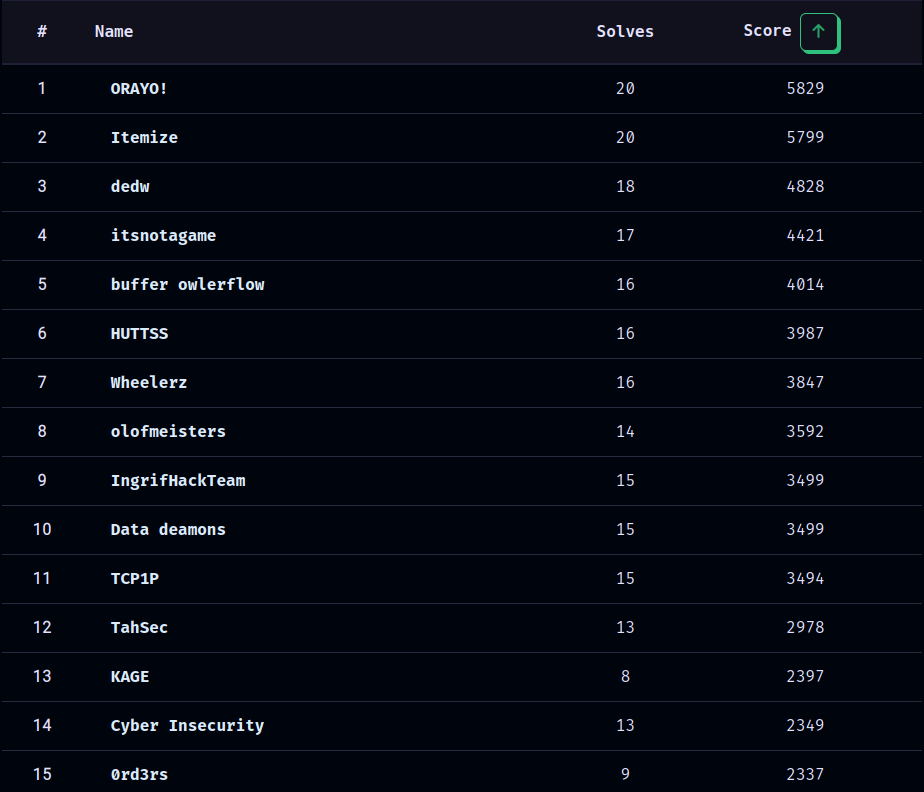 # Name Solves Score ↑
1 ORAYO! 20 5829
2 Itemize 20 5799
3 dedw 18 4828
4 itsnotagame 17 4421
5 buffer owlerflow 16 4014
6 HUTTSS 16 3987
7 Wheelerz 16 3847
8 olofmeisters 14 3592
9 IngrifHackTeam 15 3499
10 Data deamons 15 3499
11 TCP1P 15 3494
12 TahSec 13 2978
13 KAGE 8 2397
14 Cyber Insecurity 13 2349
15 0rd3rs 9 2337